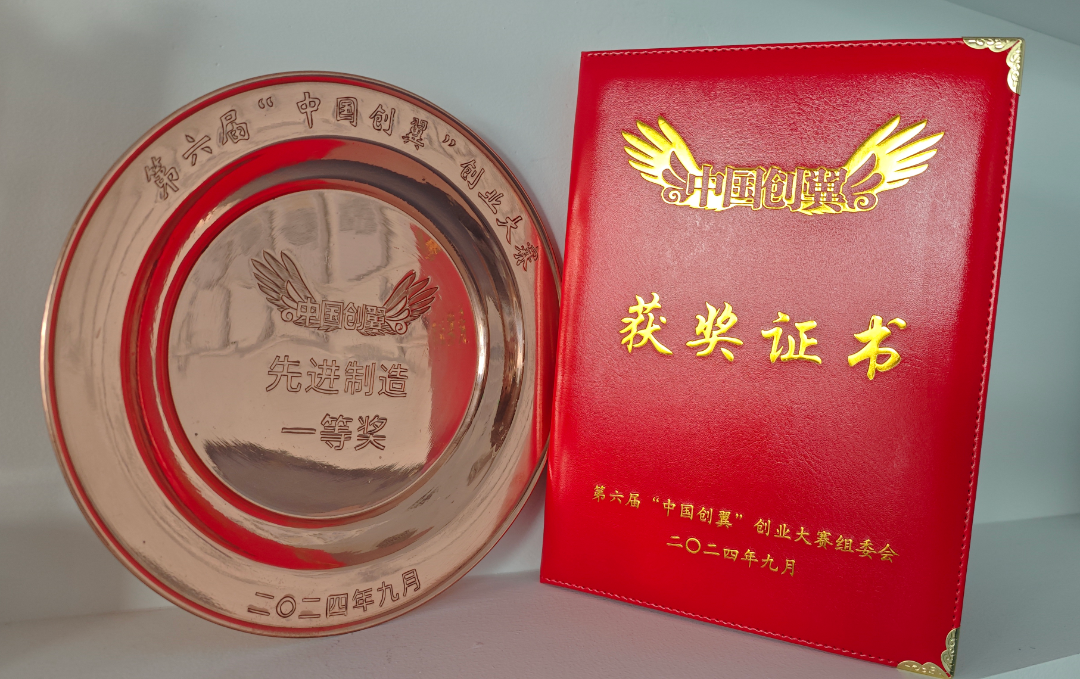 第六届“中国创翼”创业大赛
中国创翼
先进制造
一等奖
二〇二四年九月
中国创翼
获奖证书
第六届“中国创翼”创业大赛组委会
二〇二四年九月